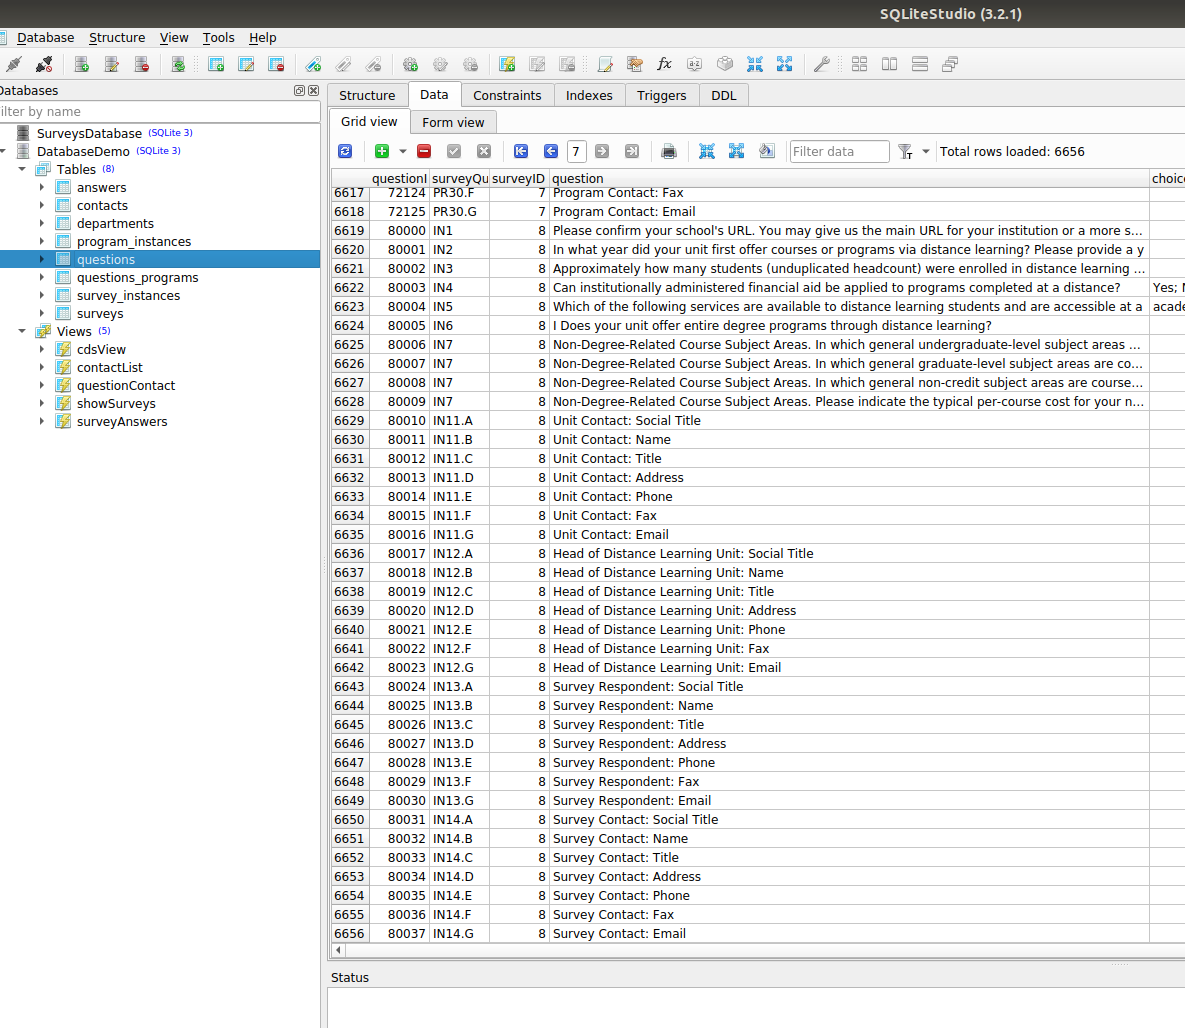 SQLiteStudio (3.2.1)
Database Structure View Tools Help
Databases
ilter by name
SurveysDatabase (SQLite 3)
DatabaseDemo (SQLite 3)
Tables (8)
answers
contacts
departments
program_instances
questions
questions_programs
survey_instances
surveys
Views (5)
cdsView
contactList
questionContact
showSurveys
surveyAnswers
Structure Data Constraints Indexes Triggers DDL
Grid view Form view
7 Filter data Total rows loaded: 6656
questionI surveyQu surveyID question choice
6617 72124 PR30.F 7 Program Contact: Fax
6618 72125 PR30.G 7 Program Contact: Email
6619 80000 IN1 8 Please confirm your school's URL. You may give us the main URL for your institution or a more s...
6620 80001 IN2 8 In what year did your unit first offer courses or programs via distance learning? Please provide a y
6621 80002 IN3 8 Approximately how many students (unduplicated headcount) were enrolled in distance learning ...
6622 80003 IN4 8 Can institutionally administered financial aid be applied to programs completed at a distance? Yes; N
6623 80004 IN5 8 Which of the following services are available to distance learning students and are accessible at a acade
6624 80005 IN6 8 I Does your unit offer entire degree programs through distance learning?
6625 80006 IN7 8 Non-Degree-Related Course Subject Areas. In which general undergraduate-level subject areas ...
6626 80007 IN7 8 Non-Degree-Related Course Subject Areas. In which general graduate-level subject areas are co...
6627 80008 IN7 8 Non-Degree-Related Course Subject Areas. In which general non-credit subject areas are course...
6628 80009 IN7 8 Non-Degree-Related Course Subject Areas. Please indicate the typical per-course cost for your n...
6629 80010 IN11.A 8 Unit Contact: Social Title
6630 80011 IN11.B 8 Unit Contact: Name
6631 80012 IN11.C 8 Unit Contact: Title
6632 80013 IN11.D 8 Unit Contact: Address
6633 80014 IN11.E 8 Unit Contact: Phone
6634 80015 IN11.F 8 Unit Contact: Fax
6635 80016 IN11.G 8 Unit Contact: Email
6636 80017 IN12.A 8 Head of Distance Learning Unit: Social Title
6637 80018 IN12.B 8 Head of Distance Learning Unit: Name
6638 80019 IN12.C 8 Head of Distance Learning Unit: Title
6639 80020 IN12.D 8 Head of Distance Learning Unit: Address
6640 80021 IN12.E 8 Head of Distance Learning Unit: Phone
6641 80022 IN12.F 8 Head of Distance Learning Unit: Fax
6642 80023 IN12.G 8 Head of Distance Learning Unit: Email
6643 80024 IN13.A 8 Survey Respondent: Social Title
6644 80025 IN13.B 8 Survey Respondent: Name
6645 80026 IN13.C 8 Survey Respondent: Title
6646 80027 IN13.D 8 Survey Respondent: Address
6647 80028 IN13.E 8 Survey Respondent: Phone
6648 80029 IN13.F 8 Survey Respondent: Fax
6649 80030 IN13.G 8 Survey Respondent: Email
6650 80031 IN14.A 8 Survey Contact: Social Title
6651 80032 IN14.B 8 Survey Contact: Name
6652 80033 IN14.C 8 Survey Contact: Title
6653 80034 IN14.D 8 Survey Contact: Address
6654 80035 IN14.E 8 Survey Contact: Phone
6655 80036 IN14.F 8 Survey Contact: Fax
6656 80037 IN14.G 8 Survey Contact: Email
Status